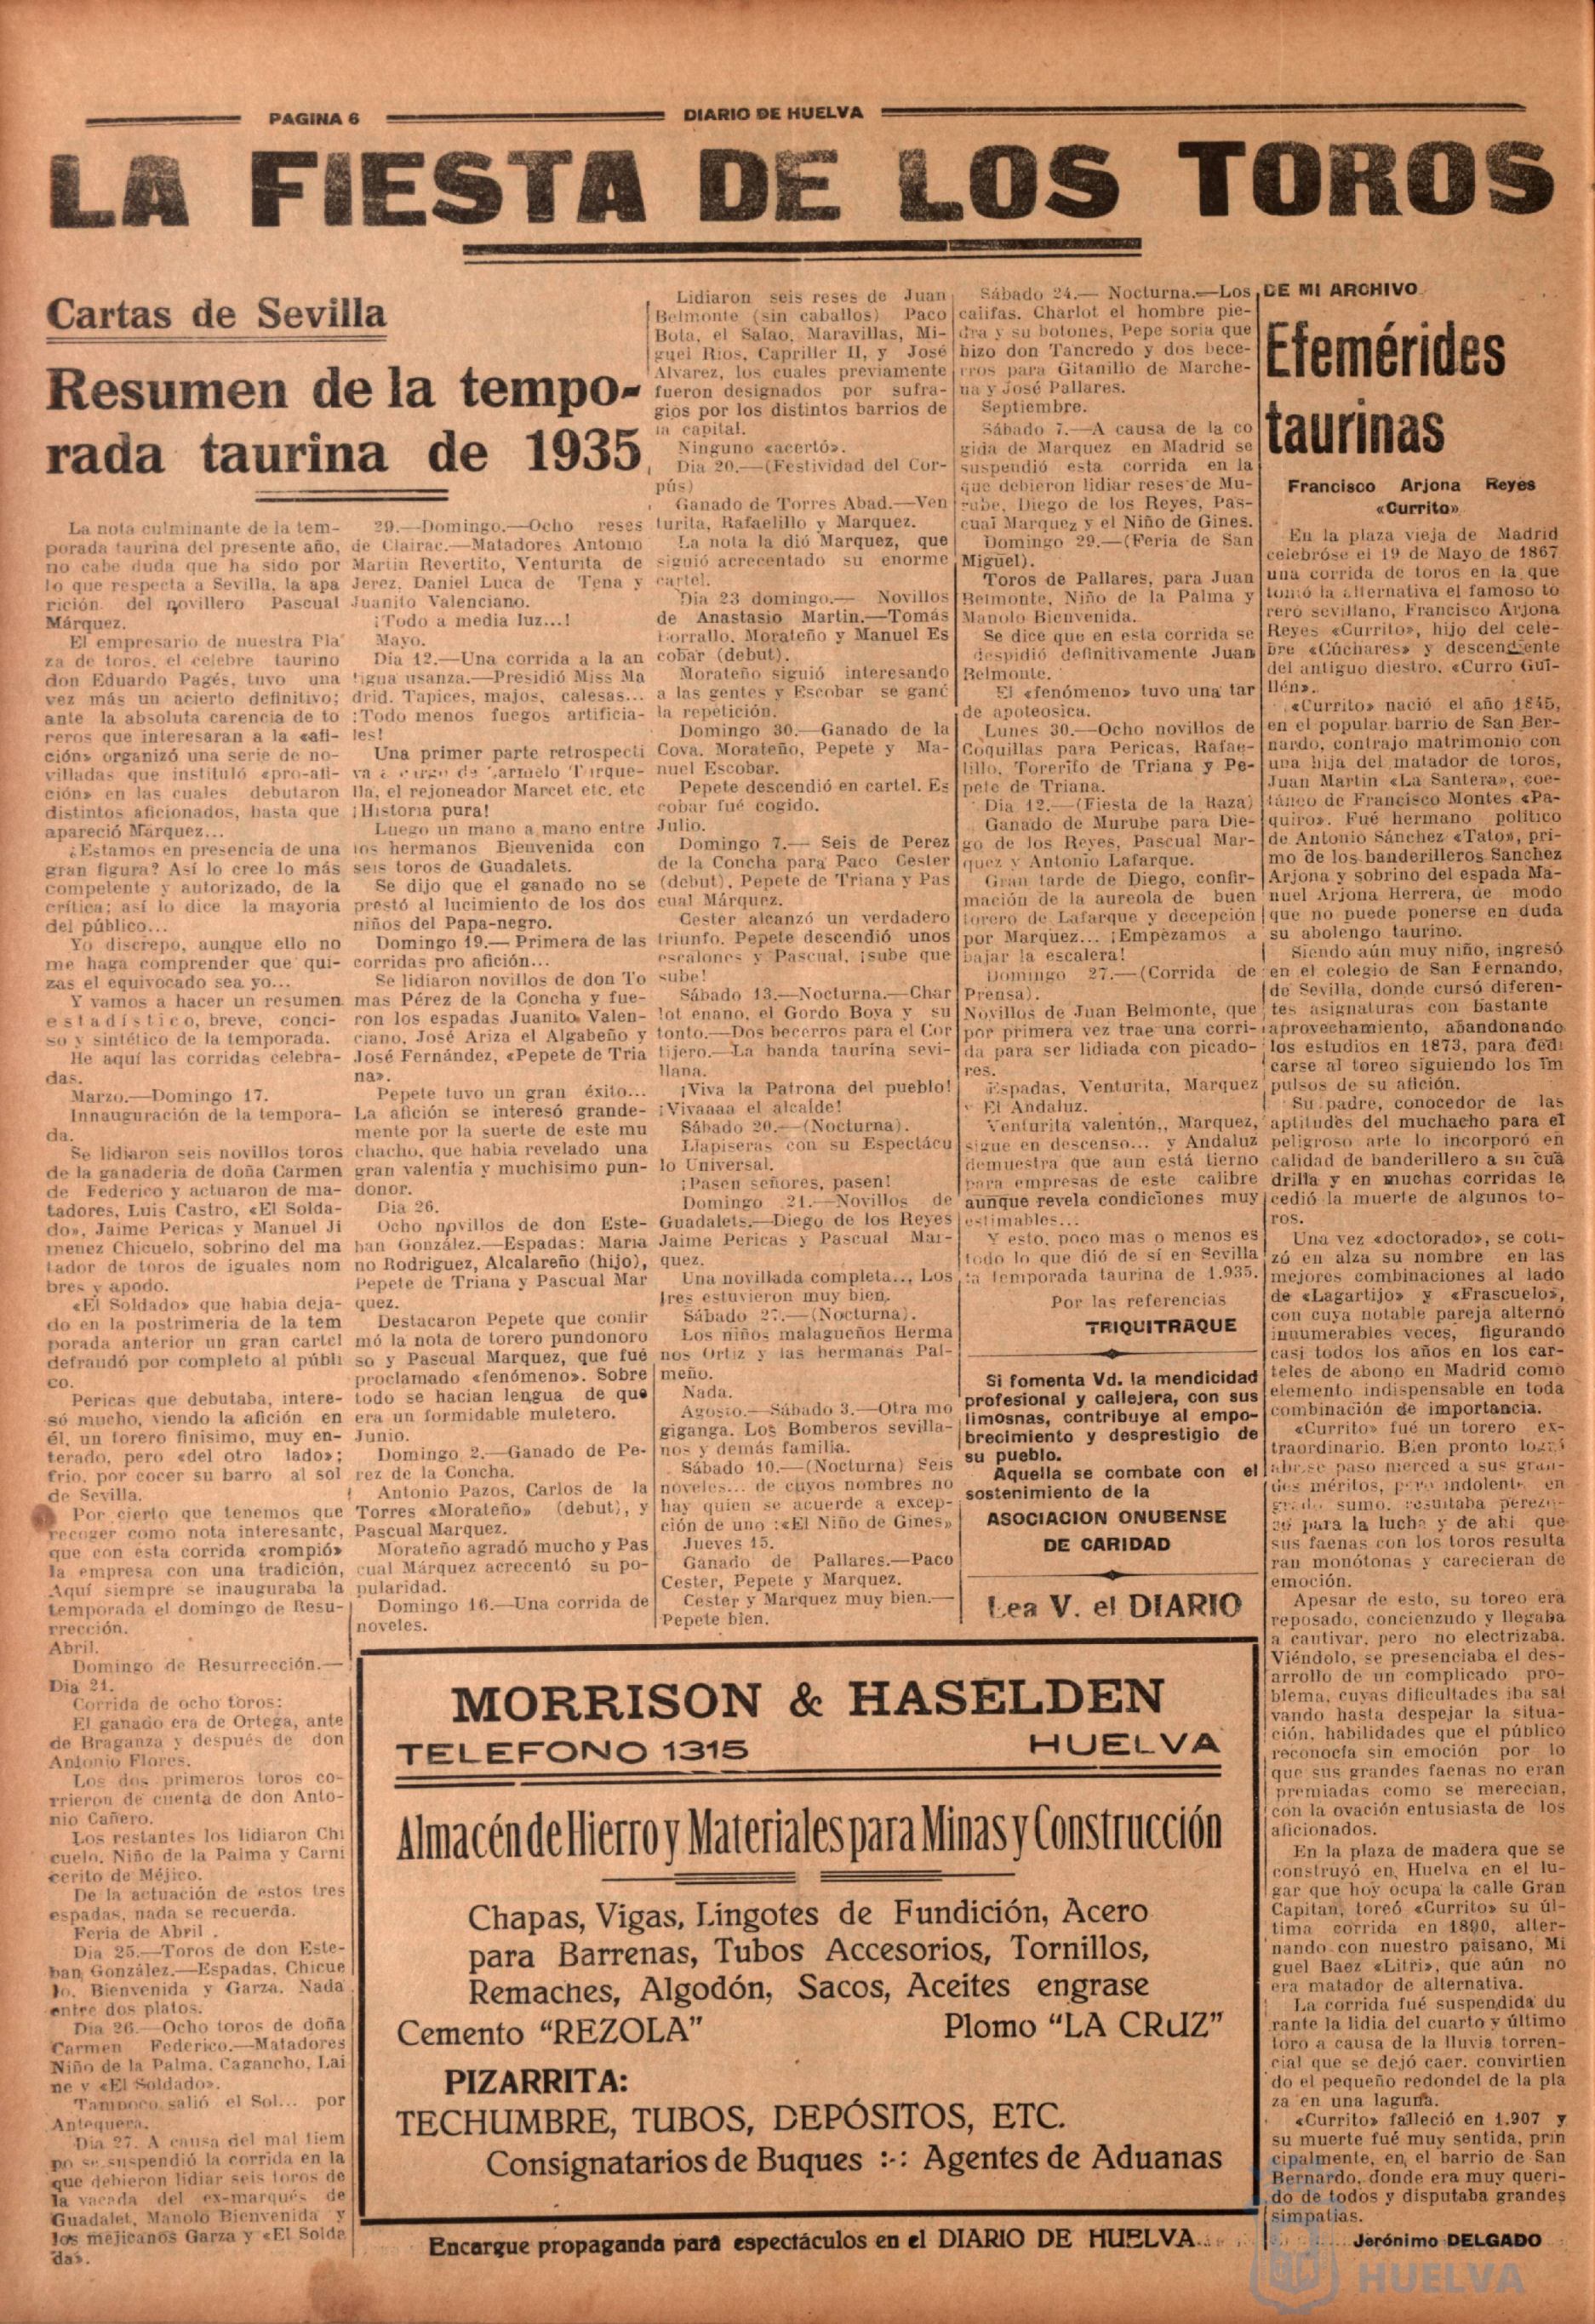 PAGINA 6
DIARIO DE HUELVA
LA FIESTA DE LOS TOROS
Cartas de Sevilla
Resumen de la tempo-
rada taurina de 1935
La nota culminante de la tem-
porada taurina del presente año,
no cabe duda que ha sido por
lo que respecta a Sevilla, la apa
rición del novillero Pascual
Márquez.
El empresario de nuestra Pla
za de toros, el celebre taurino
don Eduardo Pagés, tuvo una
vez más un acierto definitivo;
ante la absoluta carencia de to
reros que interesaran a la «afi-
ción» organizó una serie de no-
villadas que instituló «pro-afi-
ción» en las cuales debutaron
distintos aficionados, hasta que
apareció Márquez...
¿Estamos en presencia de una
gran figura? Así lo cree lo más
competente y autorizado, de la
crítica; así lo dice la mayoria
del público...
Yo discrepo, aunque ello no
me haga comprender que qui-
zas el equivocado sea yo...
Y vamos a hacer un resumen
estadístico, breve, conci-
so y sintético de la temporada.
He aquí las corridas celebra-
das.
Marzo.—Domingo 17.
Innauguración de la tempora-
da.
Se lidiaron seis novillos toros
de la ganaderia de doña Carmen
de Federico y actuaron de ma-
tadores, Luis Castro, «El Solda-
do», Jaime Pericas y Manuel Ji
menez Chicuelo, sobrino del ma
tador de toros de iguales nom
bres y apodo.
«El Soldado» que habia deja-
do en la postrimeria de la tem
porada anterior un gran cartel
defraudó por completo al públi
co.
Pericas que debutaba, intere-
só mucho, viendo la afición en
él, un torero finisimo, muy en-
terado, pero «del otro lado»;
frio, por cocer su barro al sol
de Sevilla.
Por cierto que tenemos que
recoger como nota interesante,
que con esta corrida «rompió»
la empresa con una tradición,
Aquí siempre se inauguraba la
temporada el domingo de Resu-
rrección.
Abril.
Domingo de Resurrección.—
Dia 21.
Corrida de ocho toros:
El ganado era de Ortega, ante
de Braganza y después de don
Antonio Flores.
Los dos primeros toros co-
rrieron de cuenta de don Anto-
nio Cañero.
Los restantes los lidiaron Chi
cuelo, Niño de la Palma y Carni
cerito de Méjico.
De la actuación de estos tres
espadas, nada se recuerda.
Feria de Abril .
Dia 25.—Toros de don Este-
ban González.—Espadas, Chicue
lo, Bienvenida y Garza. Nada
entre dos platos.
Dia 26.—Ocho toros de doña
Carmen Federico.—Matadores
Niño de la Palma, Cagancho, Lai
ne y «El Soldado».
Tampoco salió el Sol... por
Antequera.
Dia 27. A causa del mal tiem
po se suspendió la corrida en la
que debieron lidiar seis toros de
la vacada del ex-marqués de
Guadalet, Manolo Bienvenida y
los mejicanos Garza y «El Solda
da».
29.—Domingo.—Ocho reses
de Clairac.—Matadores Antonio
Martin Revertito, Venturita de
Jerez, Daniel Luca de Tena y
Juanito Valenciano.
¡Todo a media luz...!
Mayo.
Dia 12.—Una corrida a la an
tigua usanza.—Presidió Miss Ma
drid. Tapices, majos, calesas...
¡Todo menos fuegos artificia-
les!
Una primer parte retrospecti
va a cargo de Carmelo Tirque-
lla, el rejoneador Marcet etc. etc
¡Historia pura!
Luego un mano a mano entre
los hermanos Bienvenida con
seis toros de Guadalets.
Se dijo que el ganado no se
prestó al lucimiento de los dos
niños del Papa-negro.
Domingo 19.— Primera de las
corridas pro afición...
Se lidiaron novillos de don To
mas Pérez de la Concha y fue-
ron los espadas Juanito Valen-
ciano, José Ariza el Algabeño y
José Fernández, «Pepete de Tria
na».
Pepete tuvo un gran éxito...
La afición se interesó grande-
mente por la suerte de este mu
chacho, que habia revelado una
gran valentia y muchisimo pun-
donor.
Dia 26.
Ocho novillos de don Este-
ban González.—Espadas: Maria
no Rodriguez, Alcalareño (hijo),
Pepete de Triana y Pascual Mar
quez.
Destacaron Pepete que confir
mó la nota de torero pundonoro
so y Pascual Marquez, que fué
proclamado «fenómeno». Sobre
todo se hacian lengua de que
era un formidable muletero.
Junio.
Domingo 2.—Ganado de Pe-
rez de la Concha.
Antonio Pazos, Carlos de la
Torres «Morateño» (debut), y
Pascual Marquez.
Morateño agradó mucho y Pas
cual Márquez acrecentó su po-
pularidad.
Domingo 16.—Una corrida de
noveles.
Lidiaron seis reses de Juan
Belmonte (sin caballos) Paco
Bota, el Salao, Maravillas, Mi-
guel Rios, Capriller II, y José
Alvarez, los cuales previamente
fueron designados por sufra-
gios por los distintos barrios de
la capital.
Ninguno «acertó».
Dia 20.—(Festividad del Cor-
pús)
Ganado de Torres Abad.—Ven
turita, Rafaelillo y Marquez.
La nota la dió Marquez, que
siguió acrecentado su enorme
cartel.
Dia 23 domingo.— Novillos
de Anastasio Martin.—Tomás
Borrallo, Morateño y Manuel Es
cobar (debut).
Morateño siguió interesando
a las gentes y Escobar se ganó
la repetición.
Domingo 30.—Ganado de la
Cova. Morateño, Pepete y Ma-
nuel Escobar.
Pepete descendió en cartel. Es
cobar fué cogido.
Julio.
Domingo 7.— Seis de Perez
de la Concha para Paco Cester
(debut), Pepete de Triana y Pas
cual Márquez.
Cester alcanzó un verdadero
triunfo. Pepete descendió unos
escalones y Pascual, ¡sube que
sube!
Sábado 13.—Nocturna.—Char
lot enano, el Gordo Boya y su
tonto.—Dos becerros para el Cor
tijero.—La banda taurina sevi-
llana.
¡Viva la Patrona del pueblo!
¡Vivaaaa el alcalde!
Sábado 20.—(Nocturna).
Llapiseras con su Espectácu
lo Universal.
¡Pasen señores, pasen!
Domingo 21.—Novillos de
Guadalets.—Diego de los Reyes
Jaime Pericas y Pascual Mar-
quez.
Una novillada completa... Los
tres estuvieron muy bien.
Sábado 27.—(Nocturna).
Los niños malagueños Herma
nos Ortiz y las hermanas Pal-
meño.
Nada.
Agosto.—Sábado 3.—Otra mo
giganga. Los Bomberos sevilla-
nos y demás familia.
Sábado 10.—(Nocturna) Seis
noveles... de cuyos nombres no
hay quien se acuerde a excep-
ción de uno :«El Niño de Gines»
Jueves 15.
Ganado de Pallares.—Paco
Cester, Pepete y Marquez.
Cester y Marquez muy bien.—
Pepete bien.
Sábado 24.— Nocturna.—Los
califas. Charlot el hombre pie-
dra y su botones, Pepe soria que
hizo don Tancredo y dos bece-
rros para Gitanillo de Marche-
na y José Pallares.
Septiembre.
Sábado 7.—A causa de la co
gida de Marquez en Madrid se
suspendió esta corrida en la
que debieron lidiar reses de Mu-
rube, Diego de los Reyes, Pas-
cual Marquez y el Niño de Gines.
Domingo 29.—(Feria de San
Miguel).
Toros de Pallares, para Juan
Belmonte, Niño de la Palma y
Manolo Bienvenida.
Se dice que en esta corrida se
despidió definitivamente Juan
Belmonte.
El «fenómeno» tuvo una tar
de apoteosica.
Lunes 30.—Ocho novillos de
Coquillas para Pericas, Rafae-
lillo, Torerito de Triana y Pe-
pete de Triana.
Dia 12.—(Fiesta de la Raza)
Ganado de Murube para Die-
go de los Reyes, Pascual Mar-
quez y Antonio Lafarque.
Gran tarde de Diego, confir-
mación de la aureola de buen
torero de Lafarque y decepción
por Marquez... ¡Empezamos a
bajar la escalera!
Domingo 27.—(Corrida de
Prensa).
Novillos de Juan Belmonte, que
por primera vez trae una corri-
da para ser lidiada con picado-
res.
Espadas, Venturita, Marquez
y El Andaluz.
Venturita valentón,, Marquez,
sigue en descenso... y Andaluz
demuestra que aun está tierno
para empresas de este calibre
aunque revela condiciones muy
estimables...
Y esto, poco mas o menos es
todo lo que dió de sí en Sevilla
la temporada taurina de 1.935.
Por las referencias
TRIQUITRAQUE
Si fomenta Vd. la mendicidad
profesional y callejera, con sus
limosnas, contribuye al empo-
brecimiento y desprestigio de
su pueblo.
Aquella se combate con el
sostenimiento de la
ASOCIACION ONUBENSE
DE CARIDAD
Lea V. el DIARIO
DE MI ARCHIVO
Efemérides
taurinas
Francisco Arjona Reyes
«Currito»
En la plaza vieja de Madrid
celebróse el 19 de Mayo de 1867
una corrida de toros en la que
tomó la alternativa el famoso to
rero sevillano, Francisco Arjona
Reyes «Currito», hijo del cele-
bre «Cúchares» y descendiente
del antiguo diestro, «Curro Gui-
llén».
«Currito» nació el año 1845,
en el popular barrio de San Ber-
nardo, contrajo matrimonio con
una hija del matador de toros,
Juan Martin «La Santera», coe-
táneo de Francisco Montes «Pa-
quiro». Fué hermano politico
de Antonio Sánchez «Tato», pri-
mo de los banderilleros Sanchez
Arjona y sobrino del espada Ma-
nuel Arjona Herrera, de modo
que no puede ponerse en duda
su abolengo taurino.
Siendo aún muy niño, ingresó
en el colegio de San Fernando,
de Sevilla, donde cursó diferen-
tes asignaturas con bastante
aprovechamiento, abandonando
los estudios en 1873, para dedi
carse al toreo siguiendo los im
pulsos de su afición.
Su padre, conocedor de las
aptitudes del muchacho para el
peligroso arte lo incorporó en
calidad de banderillero a su cua
drilla y en muchas corridas le
cedió la muerte de algunos to-
ros.
Una vez «doctorado», se coti-
zó en alza su nombre en las
mejores combinaciones al lado
de «Lagartijo» y «Frascuelo»,
con cuya notable pareja alternó
innumerables veces, figurando
casi todos los años en los car-
teles de abono en Madrid como
elemento indispensable en toda
combinación de importancia.
«Currito» fué un torero ex-
traordinario. Bien pronto logró
abrise paso merced a sus gran-
des méritos, pero indolente en
grado sumo, resultaba perezo-
so para la lucha y de ahí que
sus faenas con los toros resulta
ran monótonas y carecieran de
emoción.
Apesar de esto, su toreo era
reposado, concienzudo y llegaba
a cautivar, pero no electrizaba.
Viéndolo, se presenciaba el des-
arrollo de un complicado pro-
blema, cuyas dificultades iba sal
vando hasta despejar la situa-
ción, habilidades que el público
reconocía sin emoción por lo
que sus grandes faenas no eran
premiadas como se merecian,
con la ovación entusiasta de los
aficionados.
En la plaza de madera que se
construyó en Huelva en el lu-
gar que hoy ocupa la calle Gran
Capitan, toreó «Currito» su úl-
tima corrida en 1890, alter-
nando con nuestro paisano, Mi
guel Baez «Litri», que aún no
era matador de alternativa.
La corrida fué suspendida du
rante la lidia del cuarto y último
toro a causa de la lluvia torren-
cial que se dejó caer, convirtien
do el pequeño redondel de la pla
za en una laguna.
«Currito» falleció en 1.907 y
su muerte fué muy sentida, prin
cipalmente, en el barrio de San
Bernardo, donde era muy queri-
do de todos y disputaba grandes
simpatias.
Jerónimo DELGADO
MORRISON & HASELDEN
TELEFONO 1315 HUELVA
Almacén de Hierro y Materiales para Minas y Construcción
Chapas, Vigas, Lingotes de Fundición, Acero
para Barrenas, Tubos Accesorios, Tornillos,
Remaches, Algodón, Sacos, Aceites engrase
Cemento "REZOLA" Plomo "LA CRUZ"
PIZARRITA:
TECHUMBRE, TUBOS, DEPÓSITOS, ETC.
Consignatarios de Buques :-: Agentes de Aduanas
Encargue propaganda para espectáculos en el DIARIO DE HUELVA
HUELVA